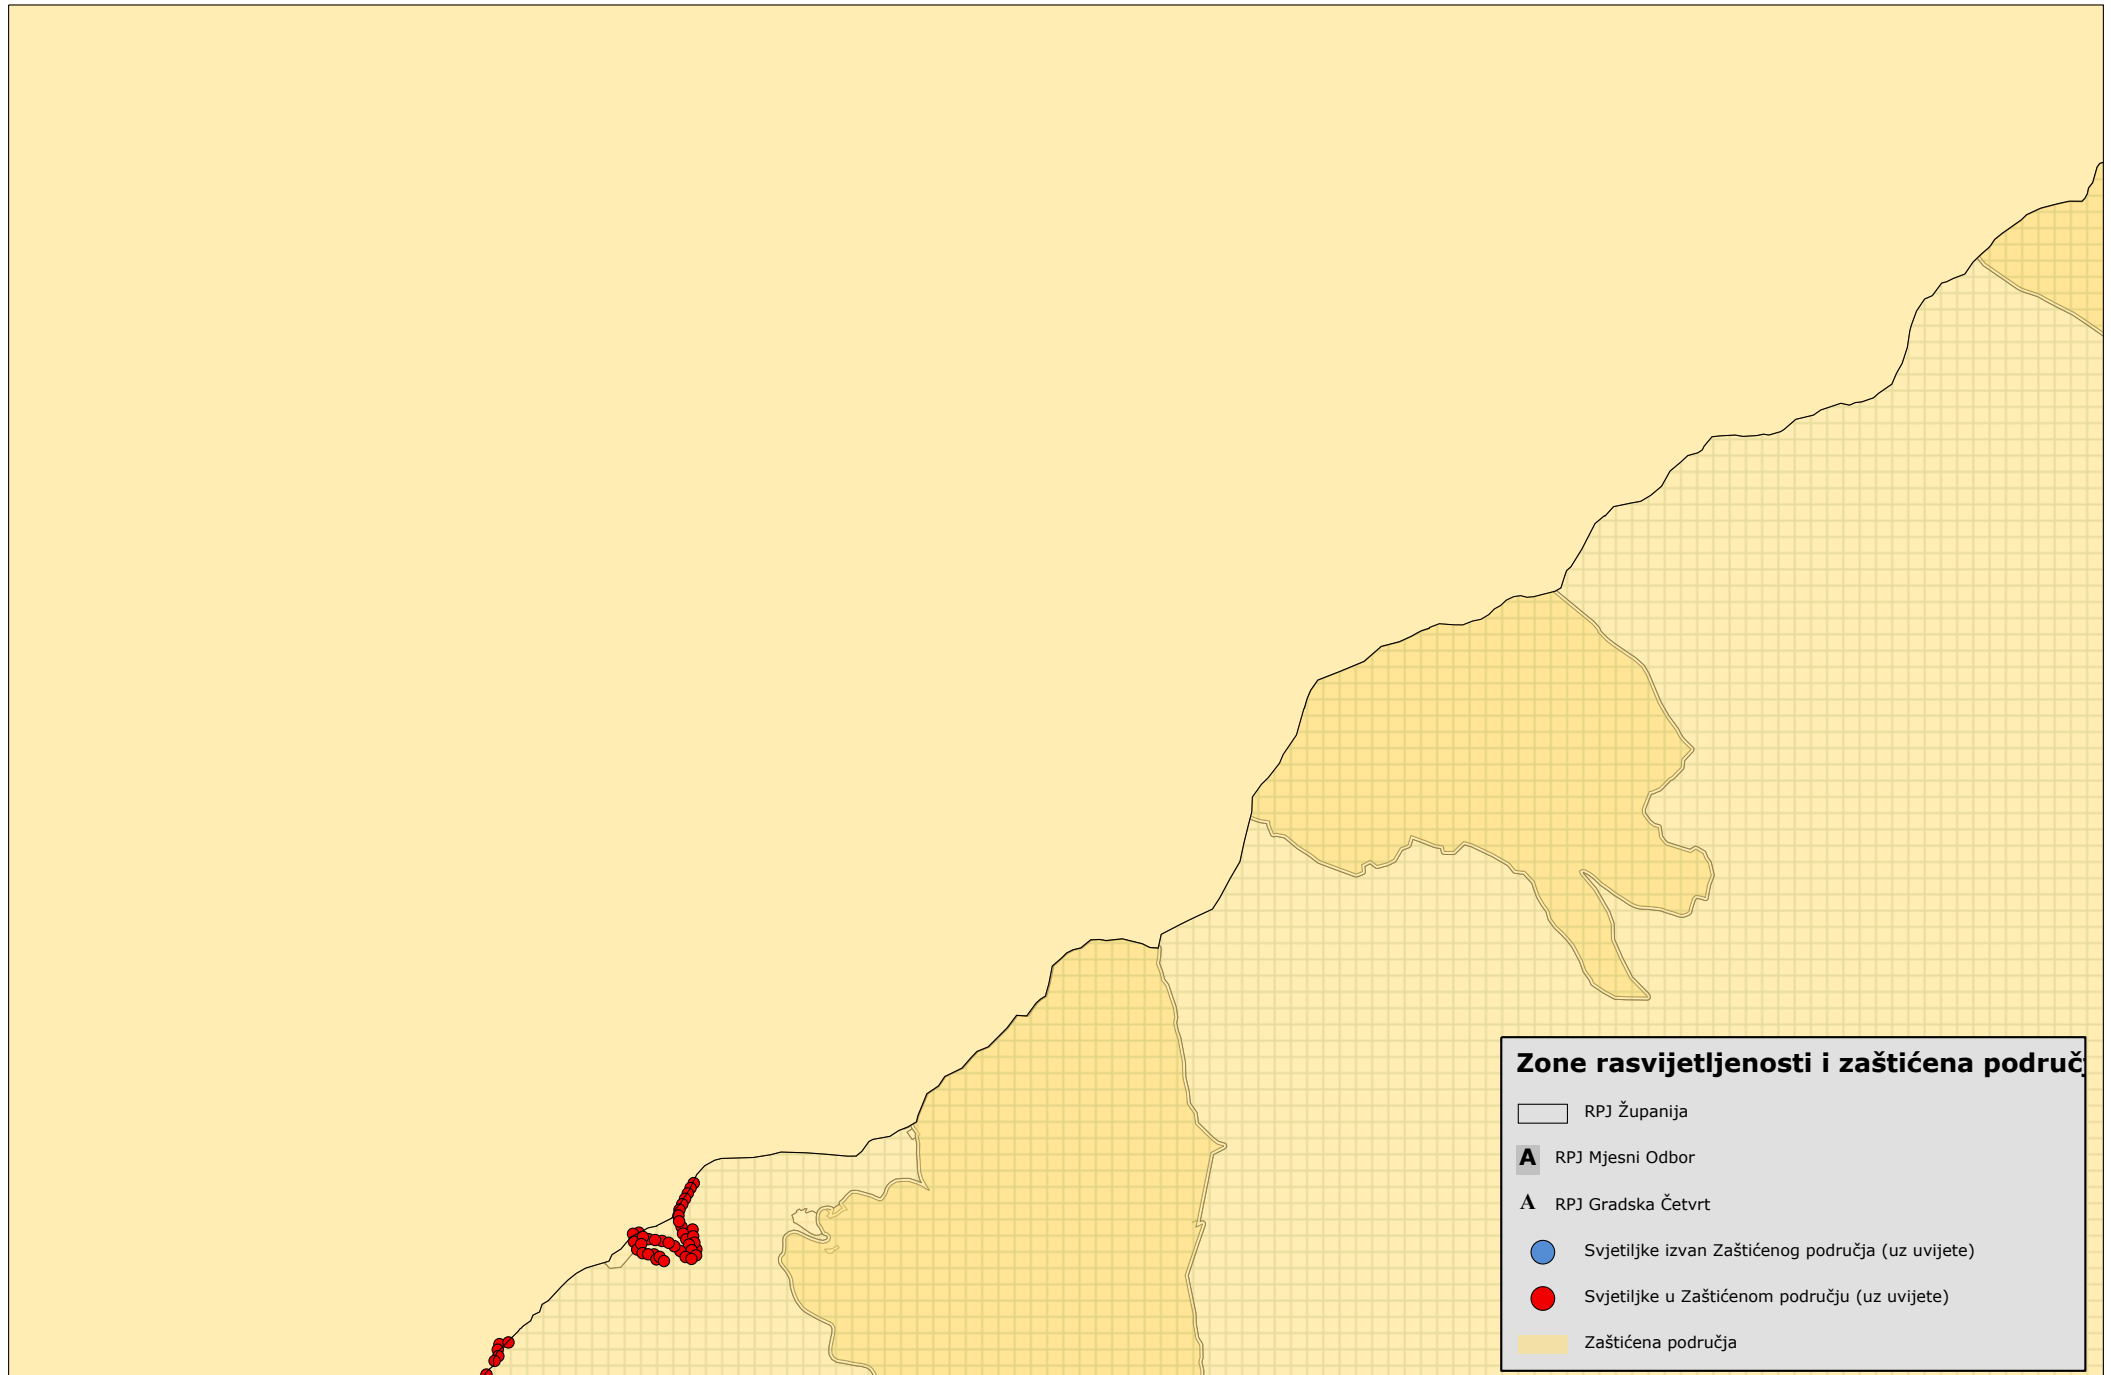 Zone rasvijetljenosti i zaštićena područ
RPJ Županija
A RPJ Mjesni Odbor
A RPJ Gradska Četvrt
Svjetiljke izvan Zaštićenog područja (uz uvijete)
Svjetiljke u Zaštićenom području (uz uvijete)
Zaštićena područja